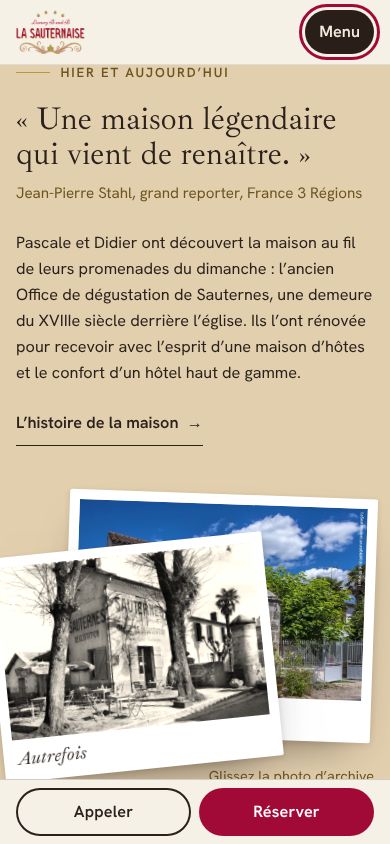 Luxury Bed and B
LA SAUTERNAISE
Menu
HIER ET AUJOURD’HUI
« Une maison légendaire
qui vient de renaître. »
Jean-Pierre Stahl, grand reporter, France 3 Régions
Pascale et Didier ont découvert la maison au fil
de leurs promenades du dimanche : l’ancien
Office de dégustation de Sauternes, une demeure
du XVIIIe siècle derrière l’église. Ils l’ont rénovée
pour recevoir avec l’esprit d’une maison d’hôtes
et le confort d’un hôtel haut de gamme.
L’histoire de la maison →
SAUTERNES
Autrefois
Glissez la photo d’archive
Appeler
Réserver